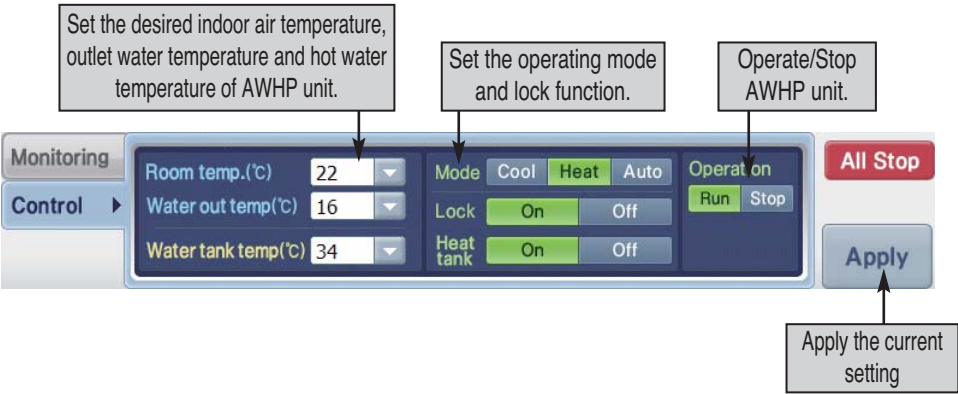 Set the desired indoor air temperature,
outlet water temperature and hot water
temperature of AWHP unit.
Set the operating mode
and lock function.
Operate/Stop
AWHP unit.
Monitoring
Control
Room temp.(℃) 22
Water out temp(℃) 16
Water tank temp(℃) 34
Mode Cool Heat Auto
Lock On Off
Heat
tank On Off
Operation
Run Stop
All Stop
Apply
Apply the current
setting